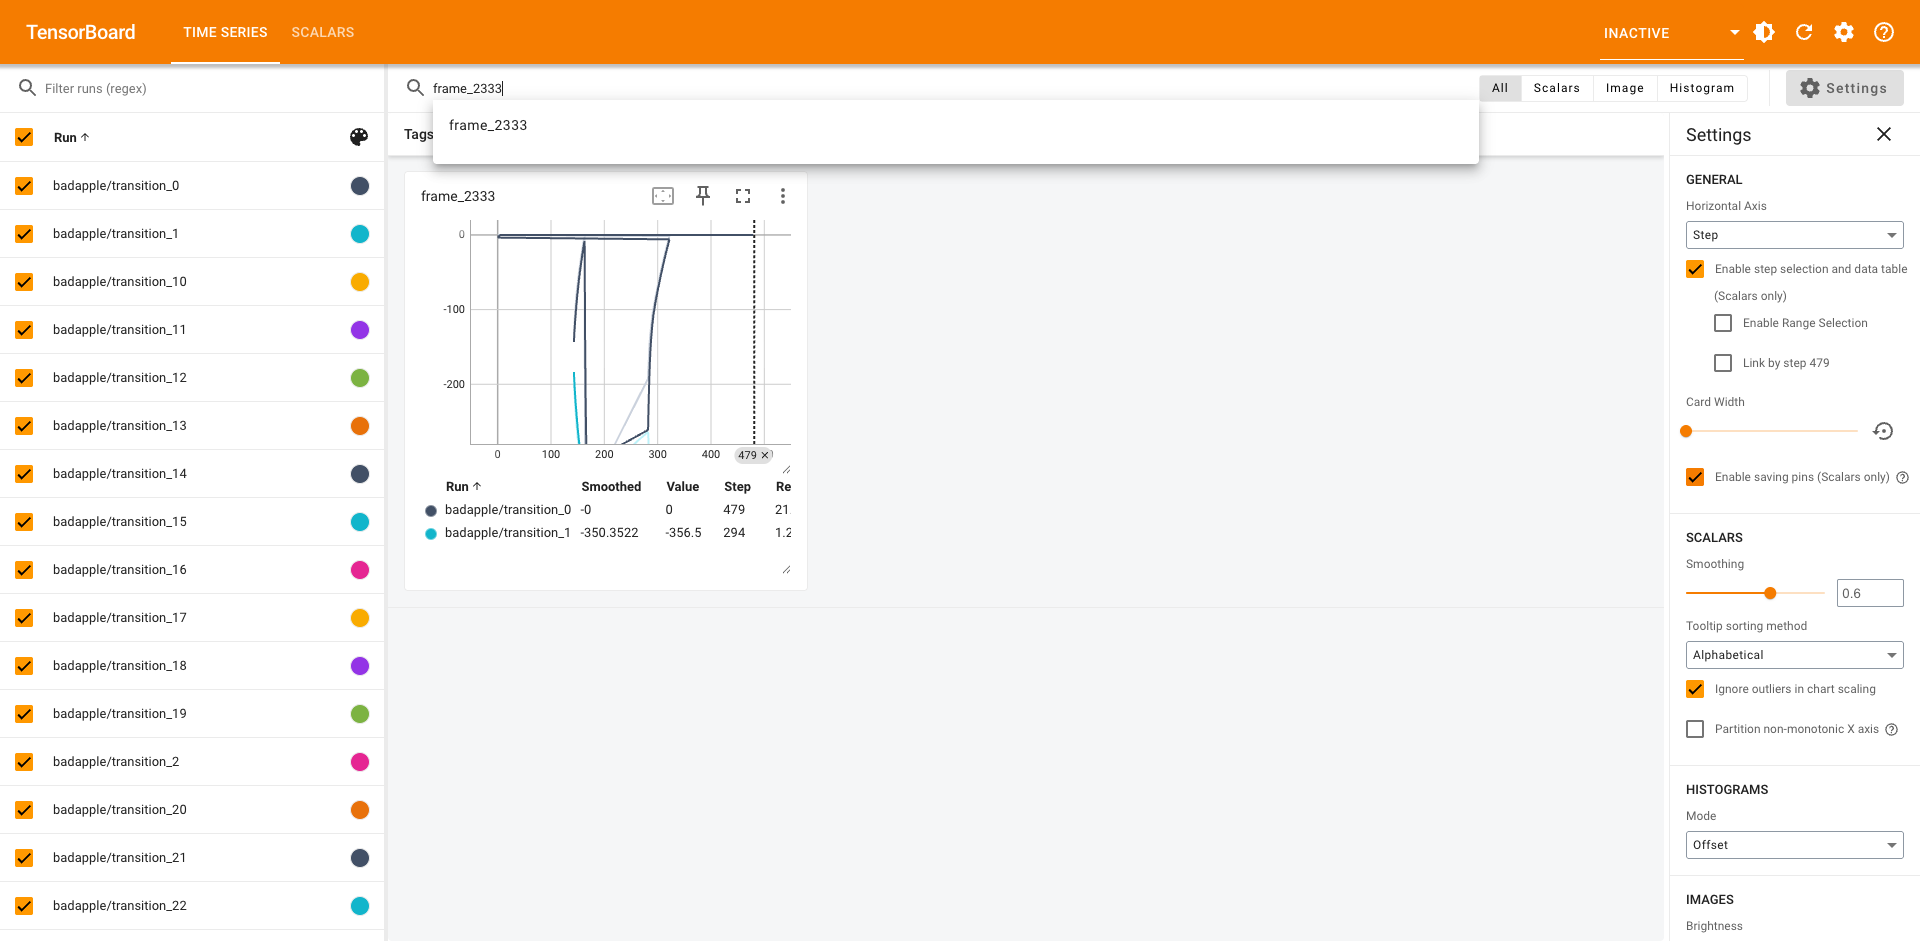 TensorBoard TIME SERIES SCALARS INACTIVE
Filter runs (regex)
Run
badapple/transition_0
badapple/transition_1
badapple/transition_10
badapple/transition_11
badapple/transition_12
badapple/transition_13
badapple/transition_14
badapple/transition_15
badapple/transition_16
badapple/transition_17
badapple/transition_18
badapple/transition_19
badapple/transition_2
badapple/transition_20
badapple/transition_21
badapple/transition_22
frame_2333
All Scalars Image Histogram Settings
frame_2333
Tags
frame_2333
0
-100
-200
0 100 200 300 400 479
Run Smoothed Value Step Re
badapple/transition_0 -0 0 479 21.
badapple/transition_1 -350.3522 -356.5 294 1.2
Settings
GENERAL
Horizontal Axis
Step
Enable step selection and data table
(Scalars only)
Enable Range Selection
Link by step 479
Card Width
Enable saving pins (Scalars only)
SCALARS
Smoothing
0.6
Tooltip sorting method
Alphabetical
Ignore outliers in chart scaling
Partition non-monotonic X axis
HISTOGRAMS
Mode
Offset
IMAGES
Brightness